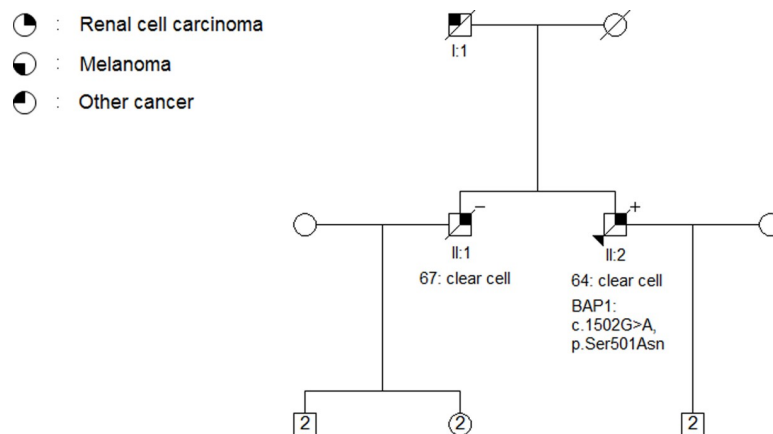 : Renal cell carcinoma
: Melanoma
: Other cancer
I:1
− +
II:1 II:2
67: clear cell 64: clear cell
BAP1:
c.1502G>A,
p.Ser501Asn
2 2 2